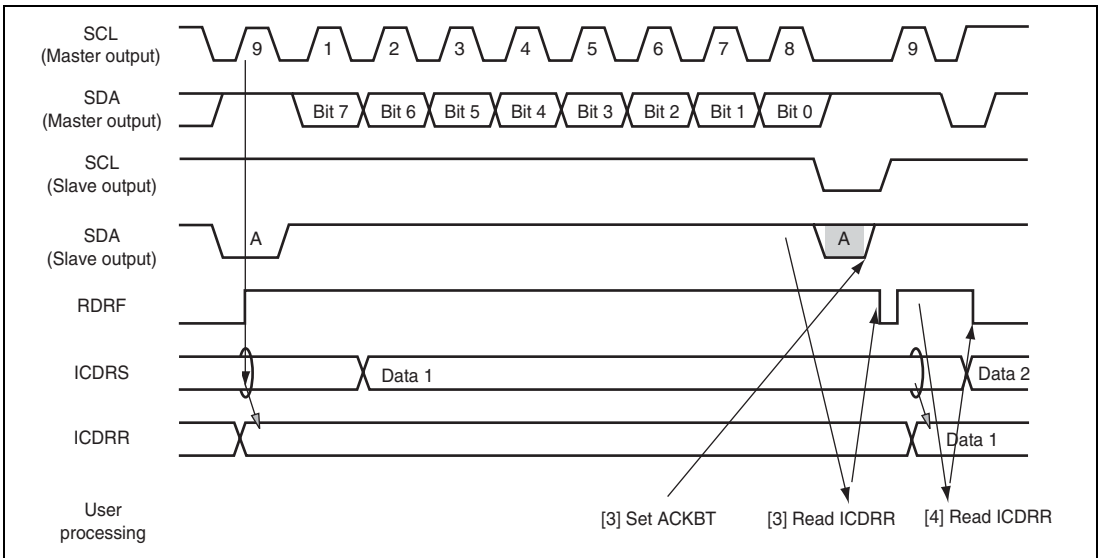 SCL
(Master output)
9 1 2 3 4 5 6 7 8 9
SDA
(Master output)
Bit 7 Bit 6 Bit 5 Bit 4 Bit 3 Bit 2 Bit 1 Bit 0
SCL
(Slave output)
SDA
(Slave output)
A A
RDRF
ICDRS
Data 1 Data 2
ICDRR
Data 1
User
processing
[3] Set ACKBT [3] Read ICDRR [4] Read ICDRR